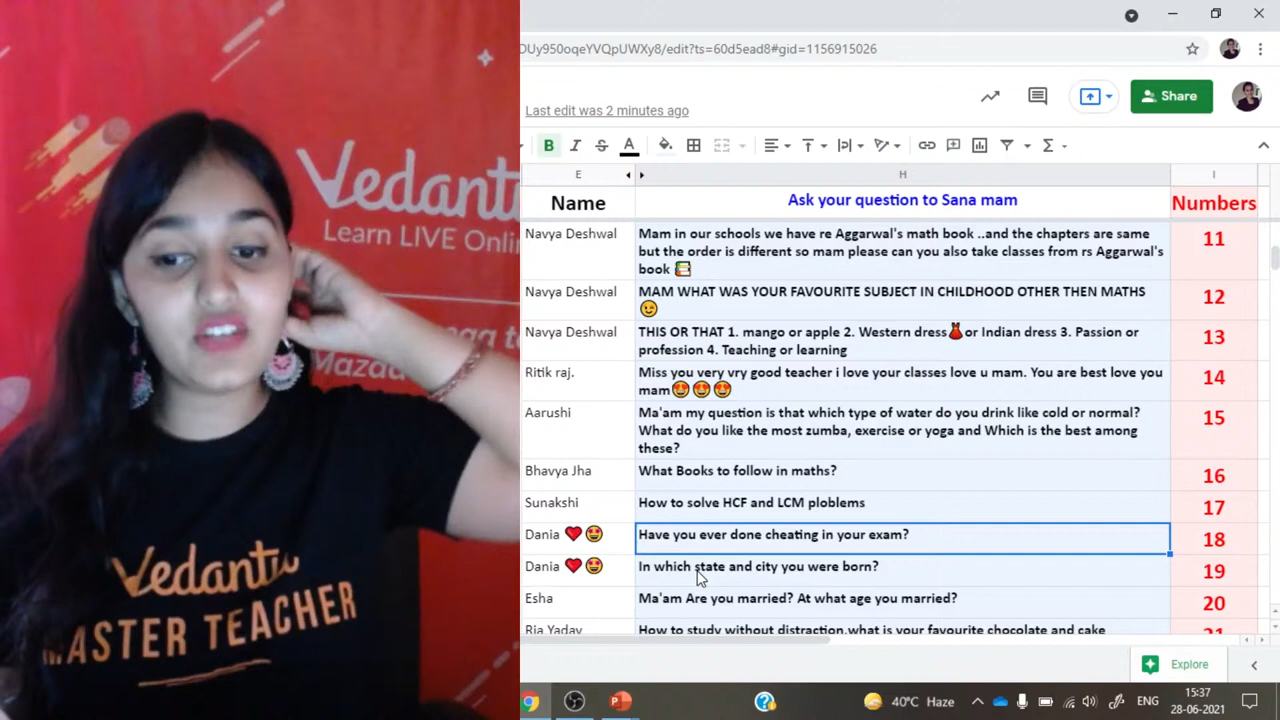 Vedantu
Learn LIVE Onlin
Mazaa
Vedantu
MASTER TEACHER
OUy950oqeYVQpUWXy8/edit?ts=60d5ead8#gid=1156915026
Last edit was 2 minutes ago
Share
B I S A
E H I
Name Ask your question to Sana mam Numbers
Navya Deshwal Mam in our schools we have re Aggarwal's math book ..and the chapters are same 11
but the order is different so mam please can you also take classes from rs Aggarwal's
book 📚
Navya Deshwal MAM WHAT WAS YOUR FAVOURITE SUBJECT IN CHILDHOOD OTHER THEN MATHS 12
😉
Navya Deshwal THIS OR THAT 1. mango or apple 2. Western dress👗or Indian dress 3. Passion or 13
profession 4. Teaching or learning
Ritik raj. Miss you very vry good teacher i love your classes love u mam. You are best love you 14
mam😍😍😍
Aarushi Ma'am my question is that which type of water do you drink like cold or normal? 15
What do you like the most zumba, exercise or yoga and Which is the best among
these?
Bhavya Jha What Books to follow in maths? 16
Sunakshi How to solve HCF and LCM ploblems 17
Dania ❤️😍 Have you ever done cheating in your exam? 18
Dania ❤️😍 In which state and city you were born? 19
Esha Ma'am Are you married? At what age you married? 20
Ria Yadav How to study without distraction,what is your favourite chocolate and cake 21
Explore
40°C Haze ENG 15:37
28-06-2021